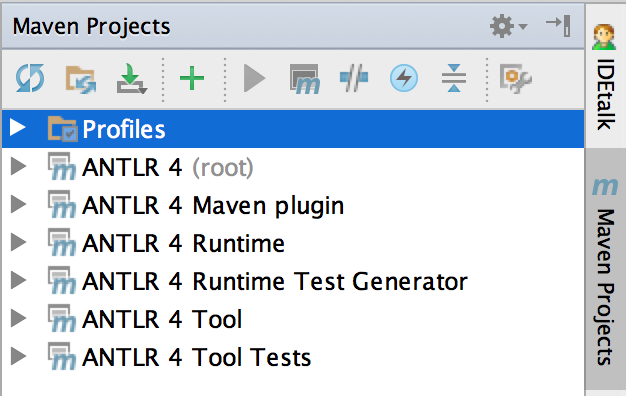 Maven Projects
Profiles
ANTLR 4 (root)
ANTLR 4 Maven plugin
ANTLR 4 Runtime
ANTLR 4 Runtime Test Generator
ANTLR 4 Tool
ANTLR 4 Tool Tests
IDEtalk
Maven Projects